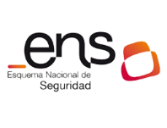 _ens
Esquema Nacional de
Seguridad